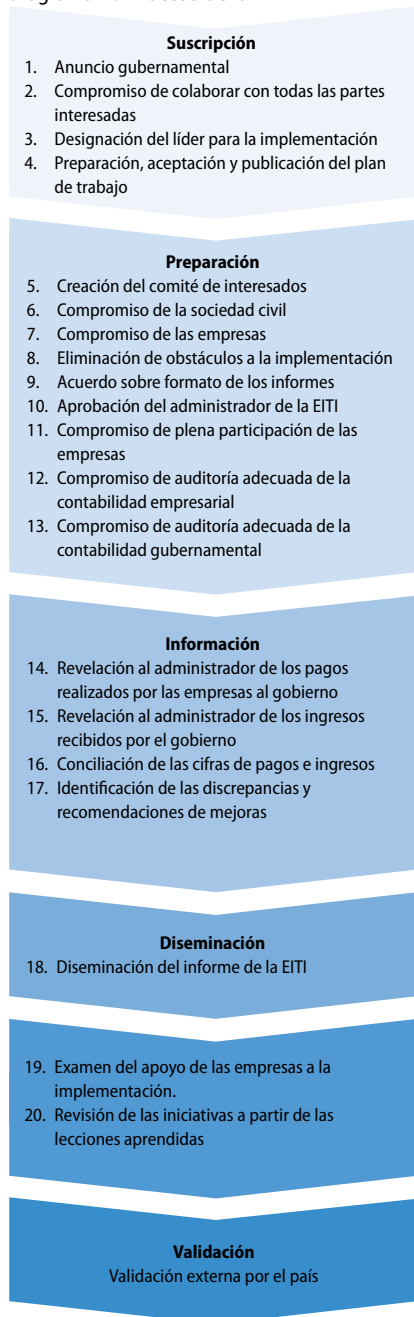 Suscripción
1. Anuncio gubernamental
2. Compromiso de colaborar con todas las partes
interesadas
3. Designación del líder para la implementación
4. Preparación, aceptación y publicación del plan
de trabajo
Preparación
5. Creación del comité de interesados
6. Compromiso de la sociedad civil
7. Compromiso de las empresas
8. Eliminación de obstáculos a la implementación
9. Acuerdo sobre formato de los informes
10. Aprobación del administrador de la EITI
11. Compromiso de plena participación de las
empresas
12. Compromiso de auditoría adecuada de la
contabilidad empresarial
13. Compromiso de auditoría adecuada de la
contabilidad gubernamental
Información
14. Revelación al administrador de los pagos
realizados por las empresas al gobierno
15. Revelación al administrador de los ingresos
recibidos por el gobierno
16. Conciliación de las cifras de pagos e ingresos
17. Identificación de las discrepancias y
recomendaciones de mejoras
Diseminación
18. Diseminación del informe de la EITI
19. Examen del apoyo de las empresas a la
implementación.
20. Revisión de las iniciativas a partir de las
lecciones aprendidas
Validación
Validación externa por el país